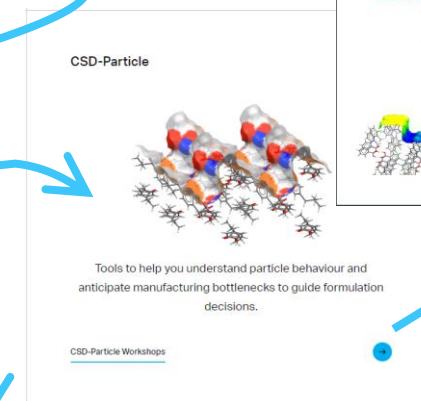 CSD-Particle
Tools to help you understand particle behaviour and
anticipate manufacturing bottlenecks to guide formulation
decisions.
CSD-Particle Workshops